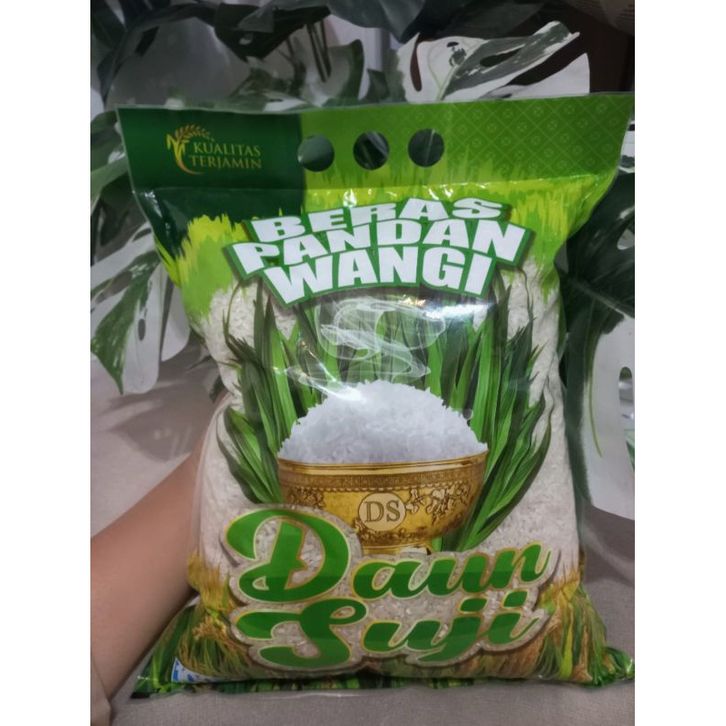 KUALITAS
TERJAMIN
BERAS
PANDAN
WANGI
DS
Daun
Suji